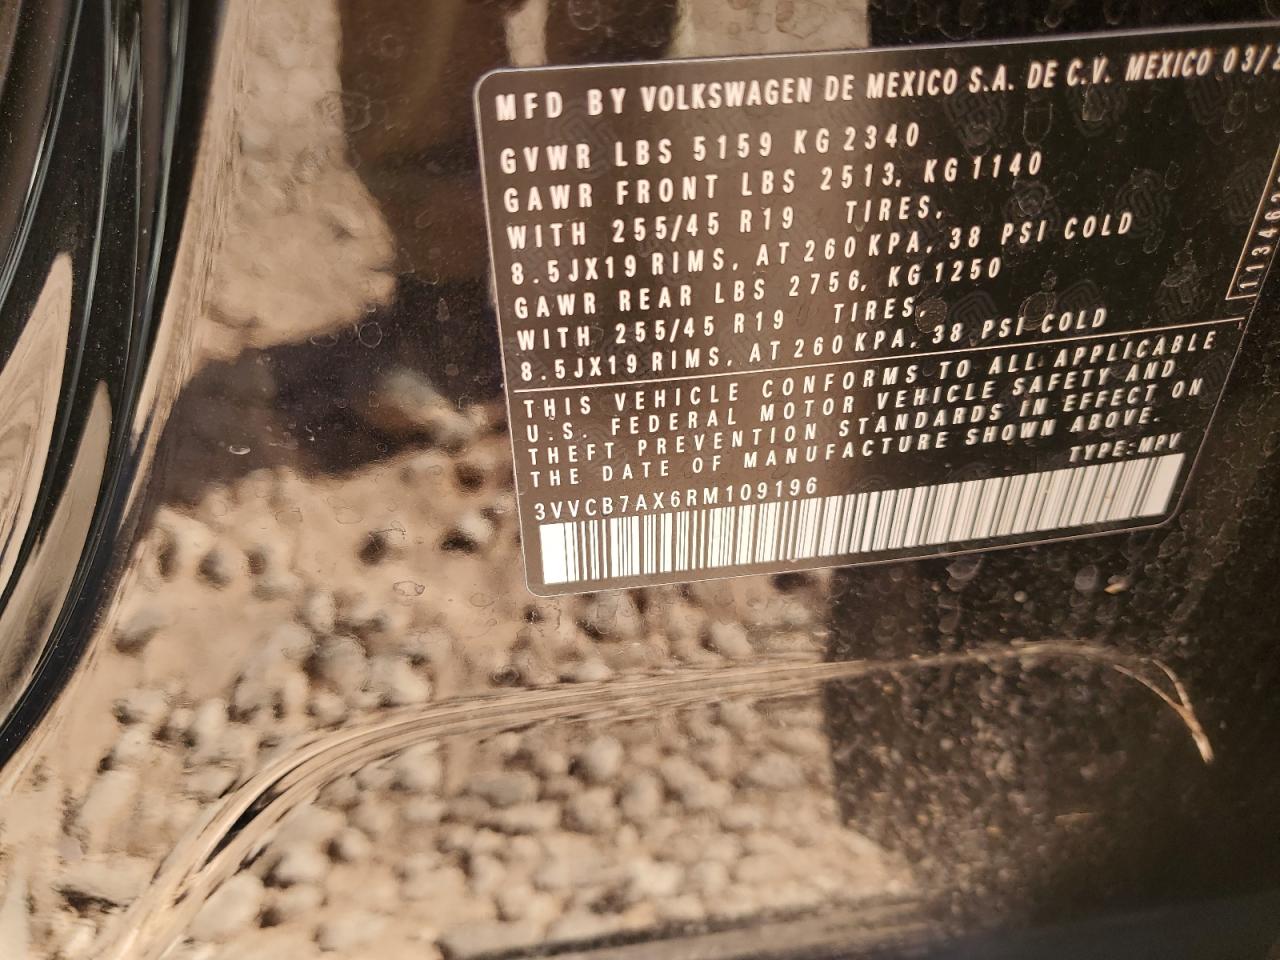 MFD BY VOLKSWAGEN DE MEXICO S.A. DE C.V. MEXICO 03/2
GVWR LBS 5159 KG 2340
GAWR FRONT LBS 2513, KG 1140
WITH 255/45 R19 TIRES,
8.5JX19 RIMS, AT 260 KPA, 38 PSI COLD
GAWR REAR LBS 2756, KG 1250
WITH 255/45 R19 TIRES,
8.5JX19 RIMS, AT 260 KPA, 38 PSI COLD
THIS VEHICLE CONFORMS TO ALL APPLICABLE
U.S. FEDERAL MOTOR VEHICLE SAFETY AND
THEFT PREVENTION STANDARDS IN EFFECT ON
THE DATE OF MANUFACTURE SHOWN ABOVE.
TYPE:MPV
3VVCB7AX6RM109196